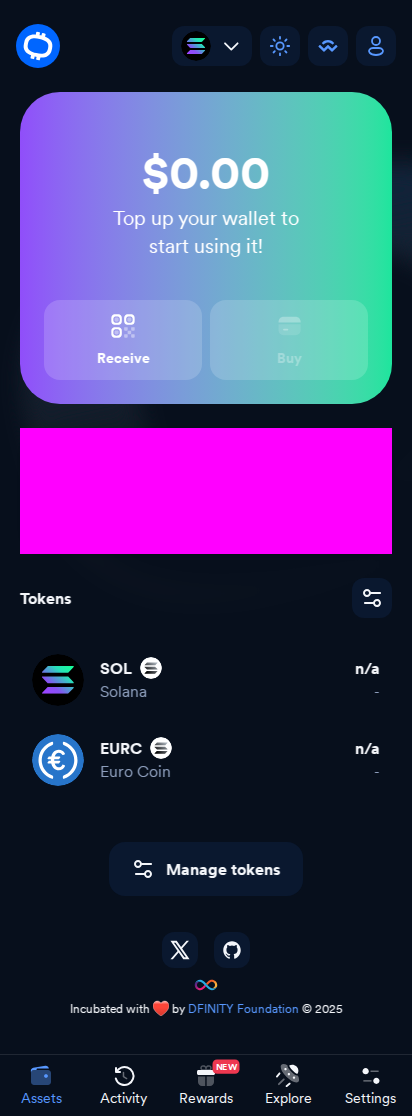 $0.00
Top up your wallet to
start using it!
Receive
Buy
Tokens
SOL
n/a
Solana
-
EURC
n/a
Euro Coin
-
Manage tokens
Incubated with ❤️ by DFINITY Foundation © 2025
NEW
Assets
Activity
Rewards
Explore
Settings